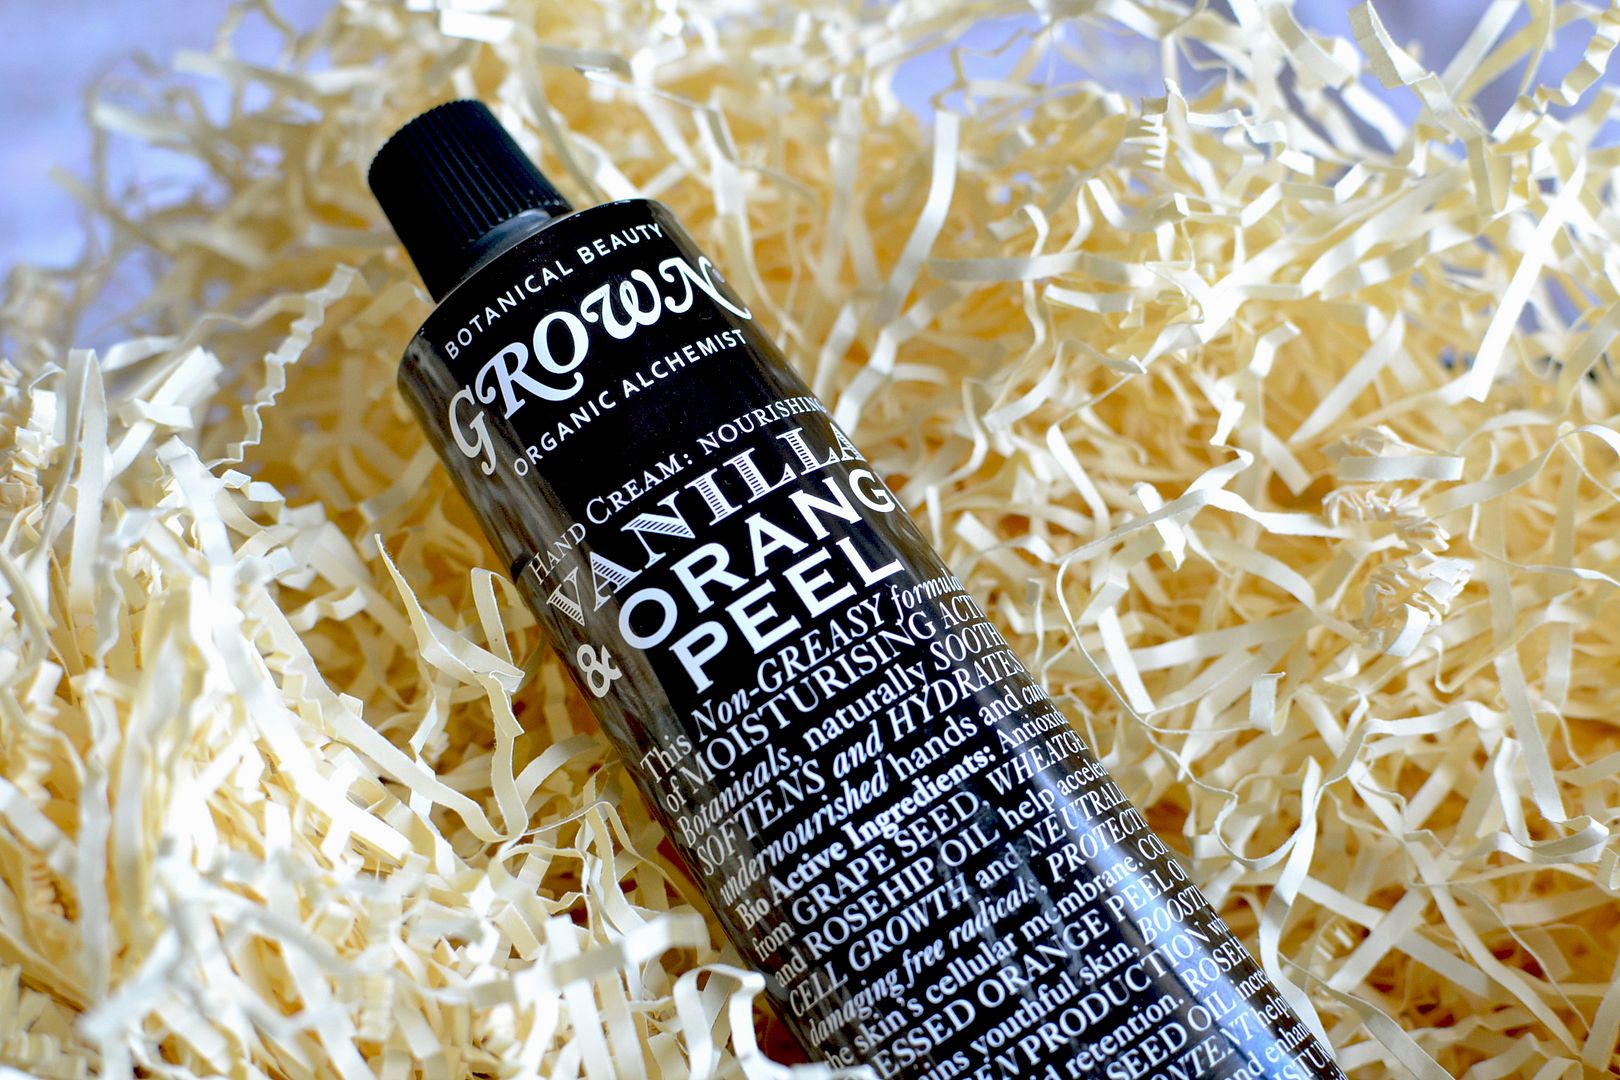 BOTANICAL BEAUTY
GROWN
ORGANIC ALCHEMIST
HAND CREAM: NOURISHING
VANILLA
& ORANGE
PEEL
This Non-GREASY
of MOISTURISING
Botanicals, naturally
SOFTENS and HYDRATES
undernourished hands and
Bio Active Ingredients:
from GRAPE SEED,
and ROSEHIP OIL help
CELL GROWTH and
damaging free radicals,
the skin's cellular membrane.
ORANGE PEEL
youthful skin,
PRODUCTION
retention.
SEED OIL